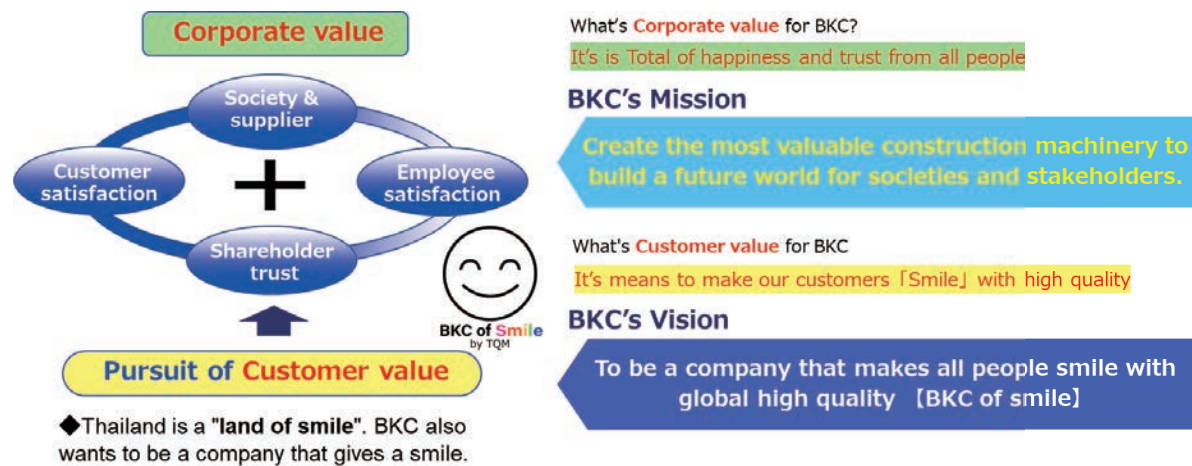 Corporate value
Society &
supplier
Customer
satisfaction
Employee
satisfaction
Shareholder
trust
BKC of Smile
by TQM
Pursuit of Customer value
◆Thailand is a "land of smile". BKC also
wants to be a company that gives a smile.
What's Corporate value for BKC?
It's is Total of happiness and trust from all people
BKC's Mission
Create the most valuable construction machinery to
build a future world for societies and stakeholders.
What's Customer value for BKC
It's means to make our customers「Smile」with high quality
BKC's Vision
To be a company that makes all people smile with
global high quality 【BKC of smile】